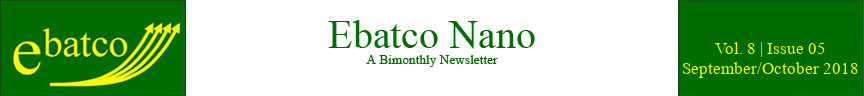 ebatco
Ebatco Nano
A Bimonthly Newsletter
Vol. 8 | Issue 05
September/October 2018